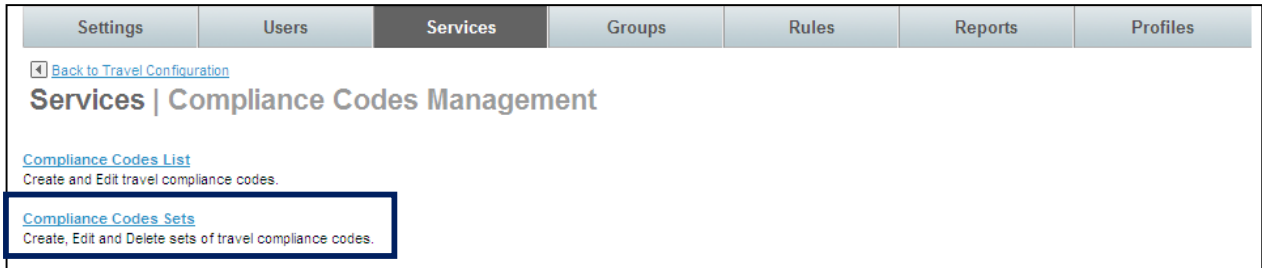 Settings Users Services Groups Rules Reports Profiles
Back to Travel Configuration
Services | Compliance Codes Management
Compliance Codes List
Create and Edit travel compliance codes.
Compliance Codes Sets
Create, Edit and Delete sets of travel compliance codes.